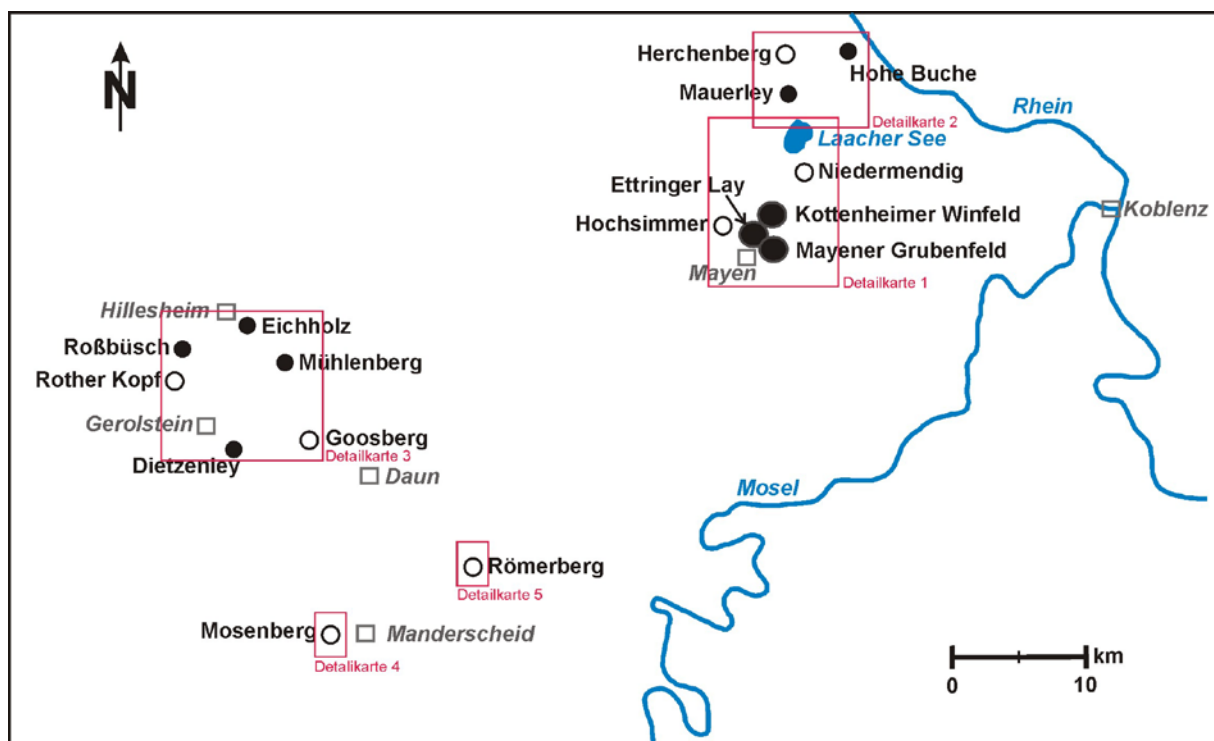 N
Herchenberg
Hohe Buche
Mauerley
Rhein
Detailkarte 2
Laacher See
Niedermendig
Ettringer Lay
Kottenheimer Winfeld
Koblenz
Hochsimmer
Mayener Grubenfeld
Mayen
Detailkarte 1
Hillesheim
Eichholz
Roßbüsch
Mühlenberg
Rother Kopf
Gerolstein
Goosberg
Detailkarte 3
Dietzenley
Daun
Mosel
Römerberg
Detailkarte 5
Mosenberg
Manderscheid
Detalikarte 4
km
0 10